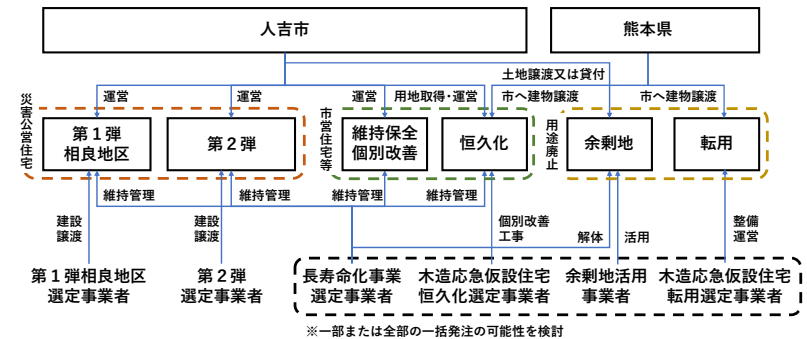 人吉市
熊本県
土地譲渡又は貸付
運営
運営
運営
用地取得・運営
市へ建物譲渡
市へ建物譲渡
災害公営住宅
第１弾
相良地区
第２弾
市営住宅等
維持保全
個別改善
恒久化
用途廃止
余剰地
転用
維持管理
維持管理
維持管理
維持管理
建設
譲渡
建設
譲渡
個別改善
工事
解体
活用
整備
運営
第１弾相良地区
選定事業者
第２弾
選定事業者
長寿命化事業
選定事業者
木造応急仮設住宅
恒久化選定事業者
余剰地活用
事業者
木造応急仮設住宅
転用選定事業者
※一部または全部の一括発注の可能性を検討